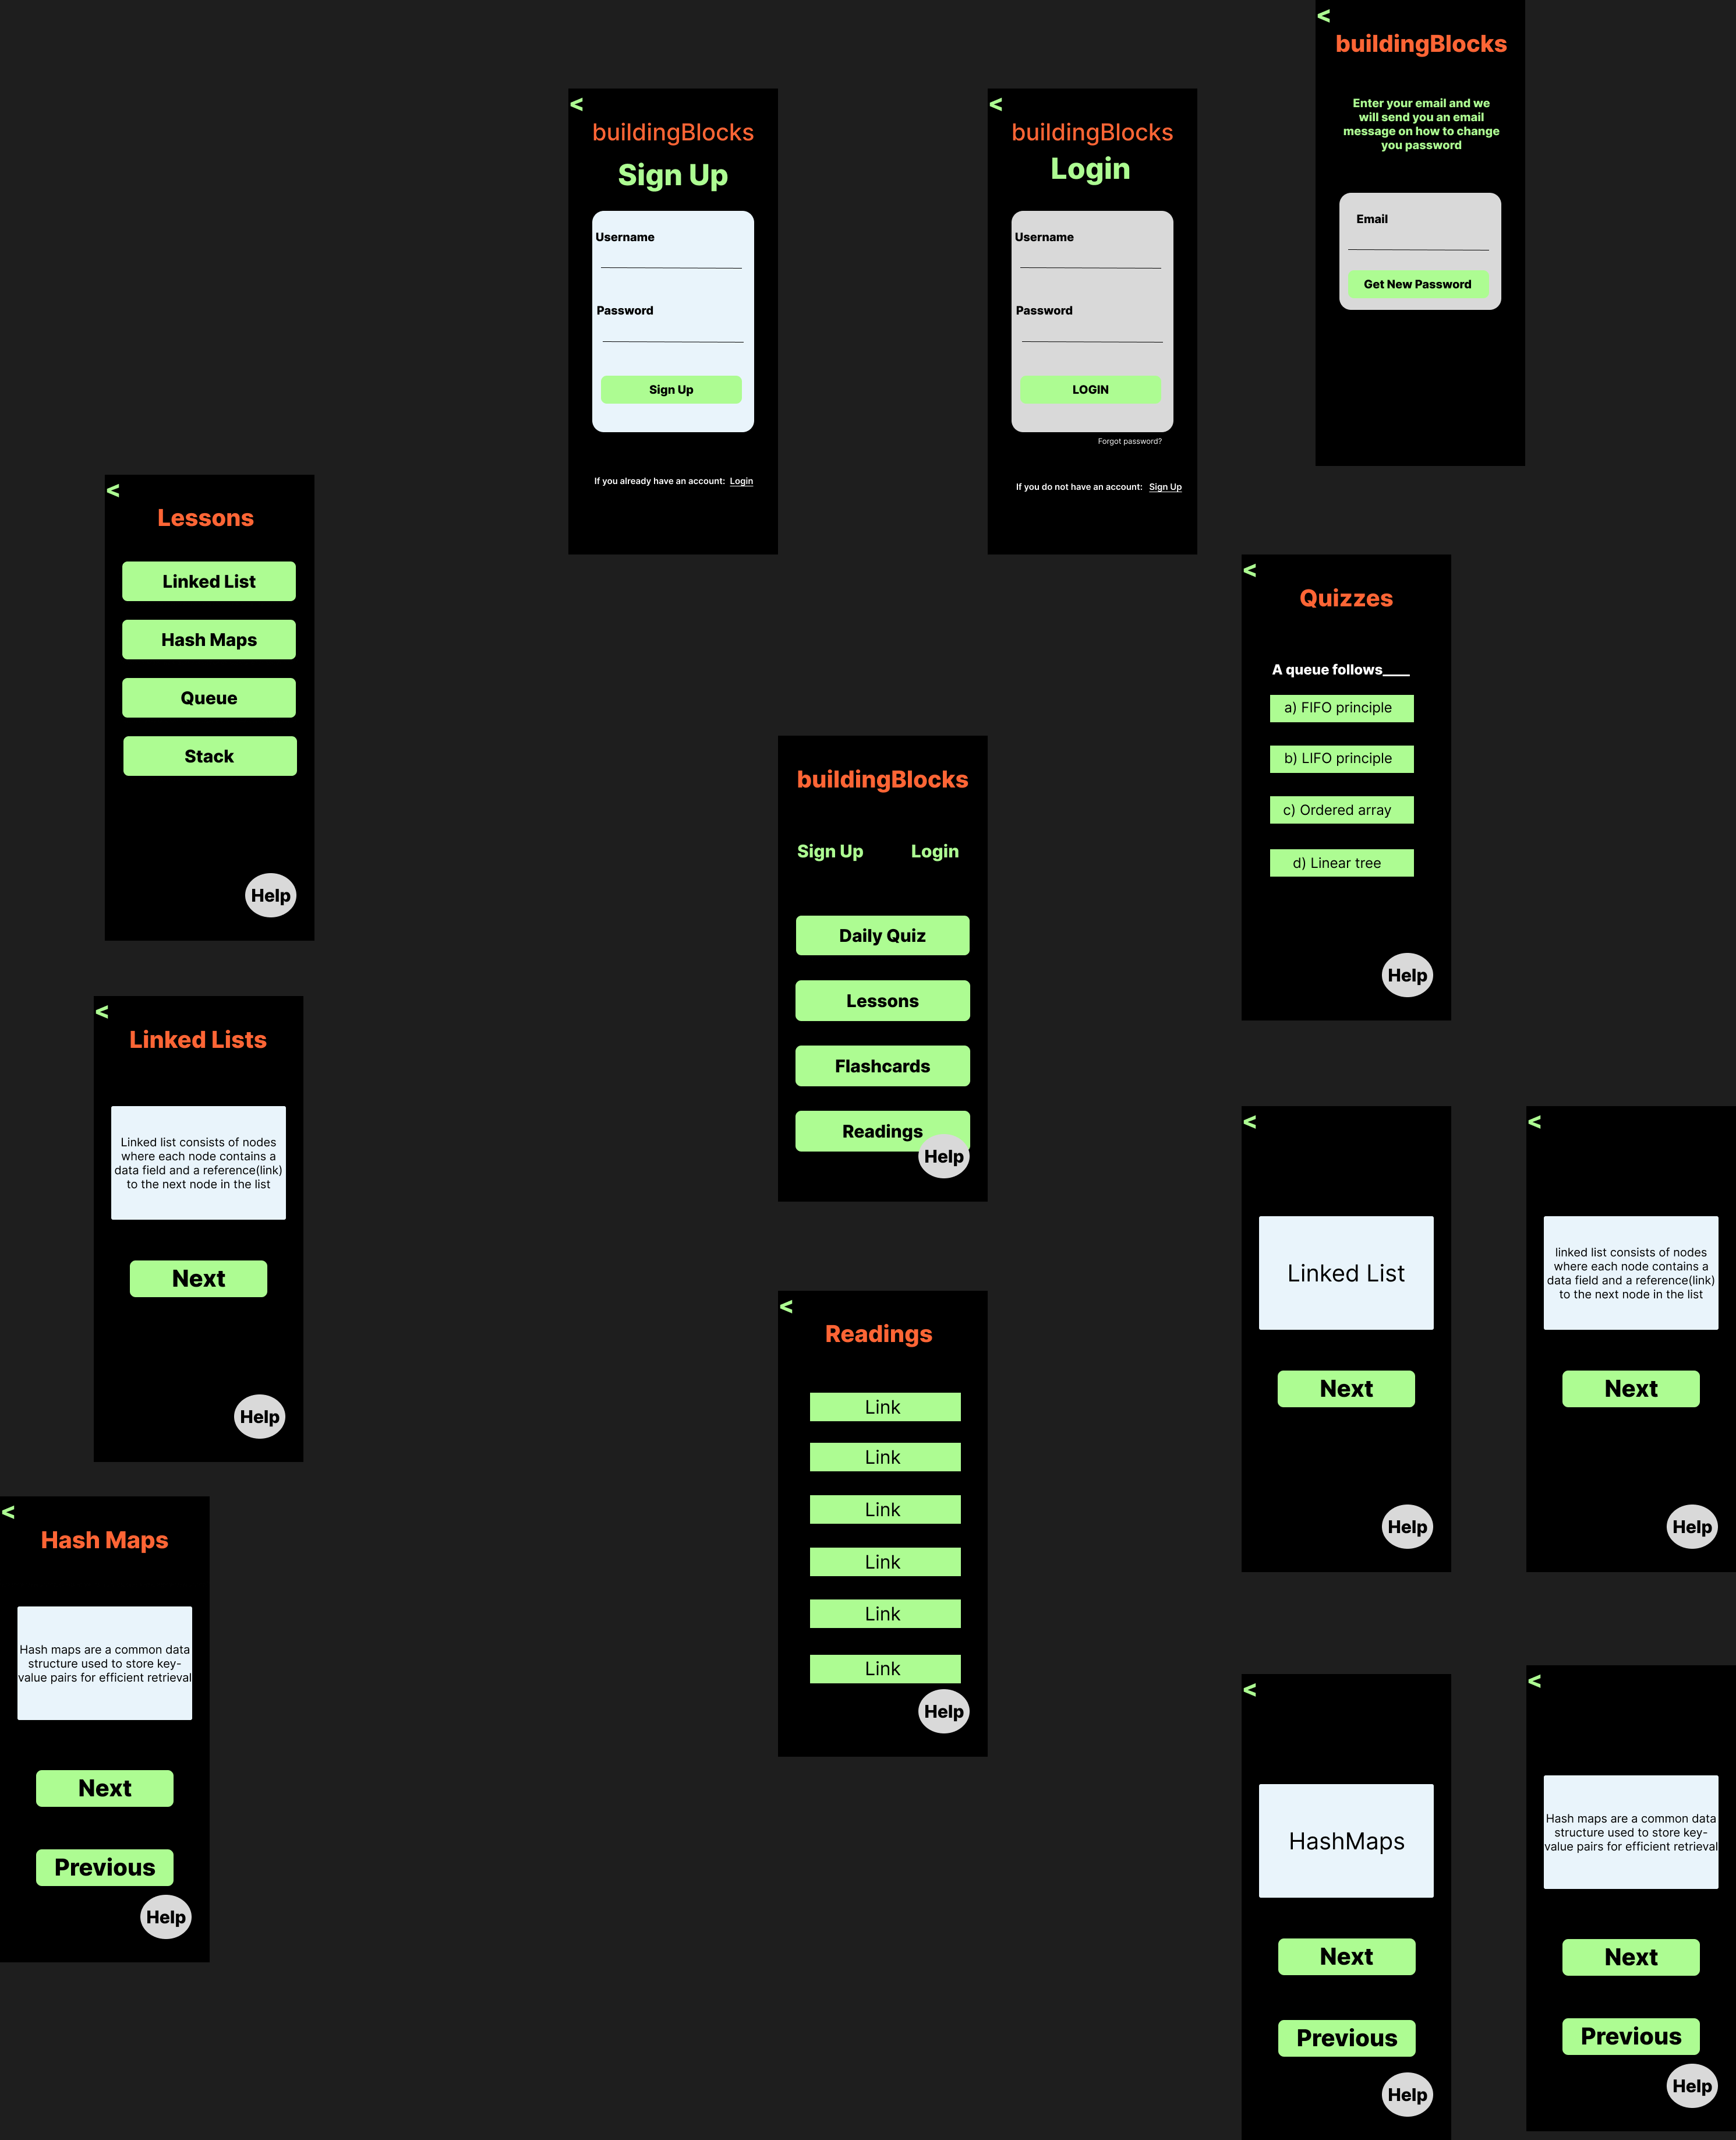 <
buildingBlocks
Enter your email and we
will send you an email
message on how to change
you password
Email
Get New Password
<
buildingBlocks
Sign Up
Username
Password
Sign Up
If you already have an account: Login
<
buildingBlocks
Login
Username
Password
LOGIN
Forgot password?
If you do not have an account: Sign Up
<
Lessons
Linked List
Hash Maps
Queue
Stack
Help
<
Quizzes
A queue follows____
a) FIFO principle
b) LIFO principle
c) Ordered array
d) Linear tree
Help
buildingBlocks
Sign Up Login
Daily Quiz
Lessons
Flashcards
Readings
Help
<
Linked Lists
Linked list consists of nodes
where each node contains a
data field and a reference(link)
to the next node in the list
Next
Help
<
Linked List
Next
Help
<
linked list consists of nodes
where each node contains a
data field and a reference(link)
to the next node in the list
Next
Help
<
Readings
Link
Link
Link
Link
Link
Link
Help
<
Hash Maps
Hash maps are a common data
structure used to store key-
value pairs for efficient retrieval
Next
Previous
Help
<
HashMaps
Next
Previous
Help
<
Hash maps are a common data
structure used to store key-
value pairs for efficient retrieval
Next
Previous
Help